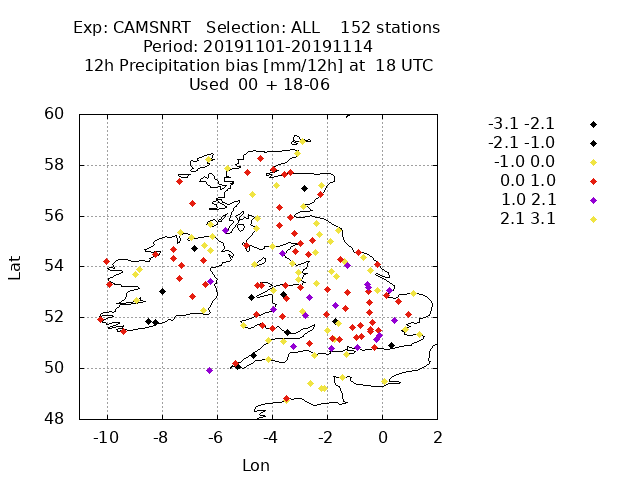 Exp: CAMSNRT   Selection: ALL    152 stations
Period: 20191101-20191114
12h Precipitation bias [mm/12h] at  18 UTC
Used  00 + 18-06
-3.1 -2.1
-2.1 -1.0
-1.0 0.0
0.0 1.0
1.0 2.1
2.1 3.1
60
58
56
54
52
50
48
Lat
-10 -8 -6 -4 -2 0 2
Lon